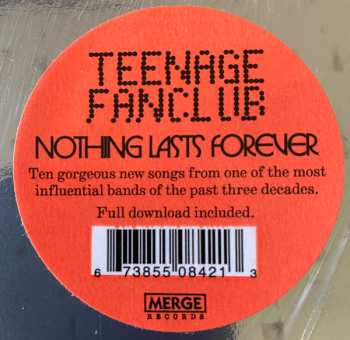 TEENAGE
FANCLUB
NOTHING LASTS FOREVER
Ten gorgeous new songs from one of the most
influential bands of the past three decades.
Full download included.
6 73855 08421 3
MERGE
RECORDS